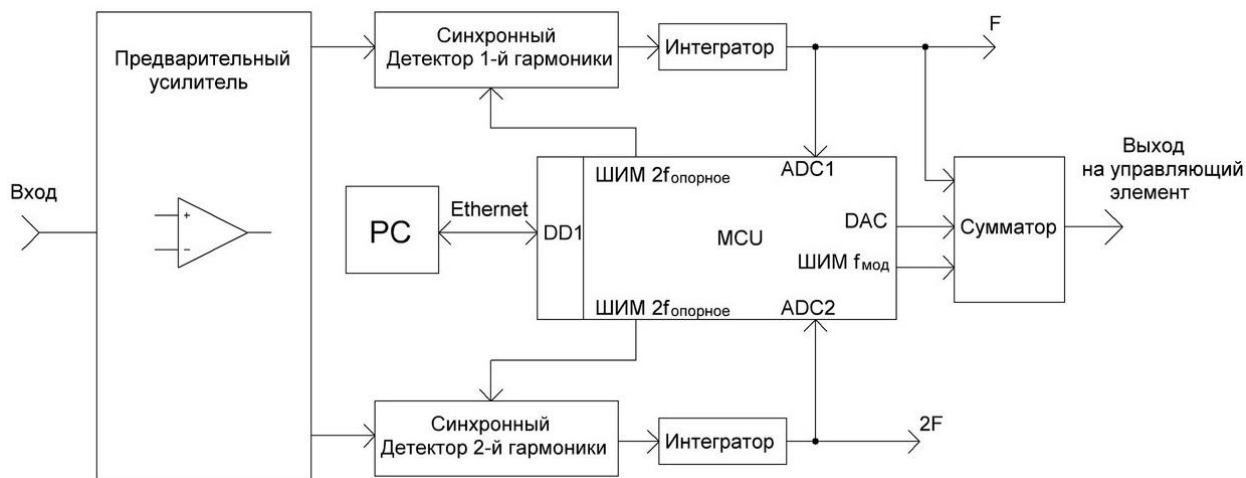 Предварительный
усилитель
Синхронный
Детектор 1-й гармоники
Интегратор
F
Вход
+
-
PC
Ethernet
DD1
ШИМ 2fопорное
ADC1
MCU
DAC
ШИМ fмод
ШИМ 2fопорное
ADC2
Сумматор
Выход
на управляющий
элемент
Синхронный
Детектор 2-й гармоники
Интегратор
2F